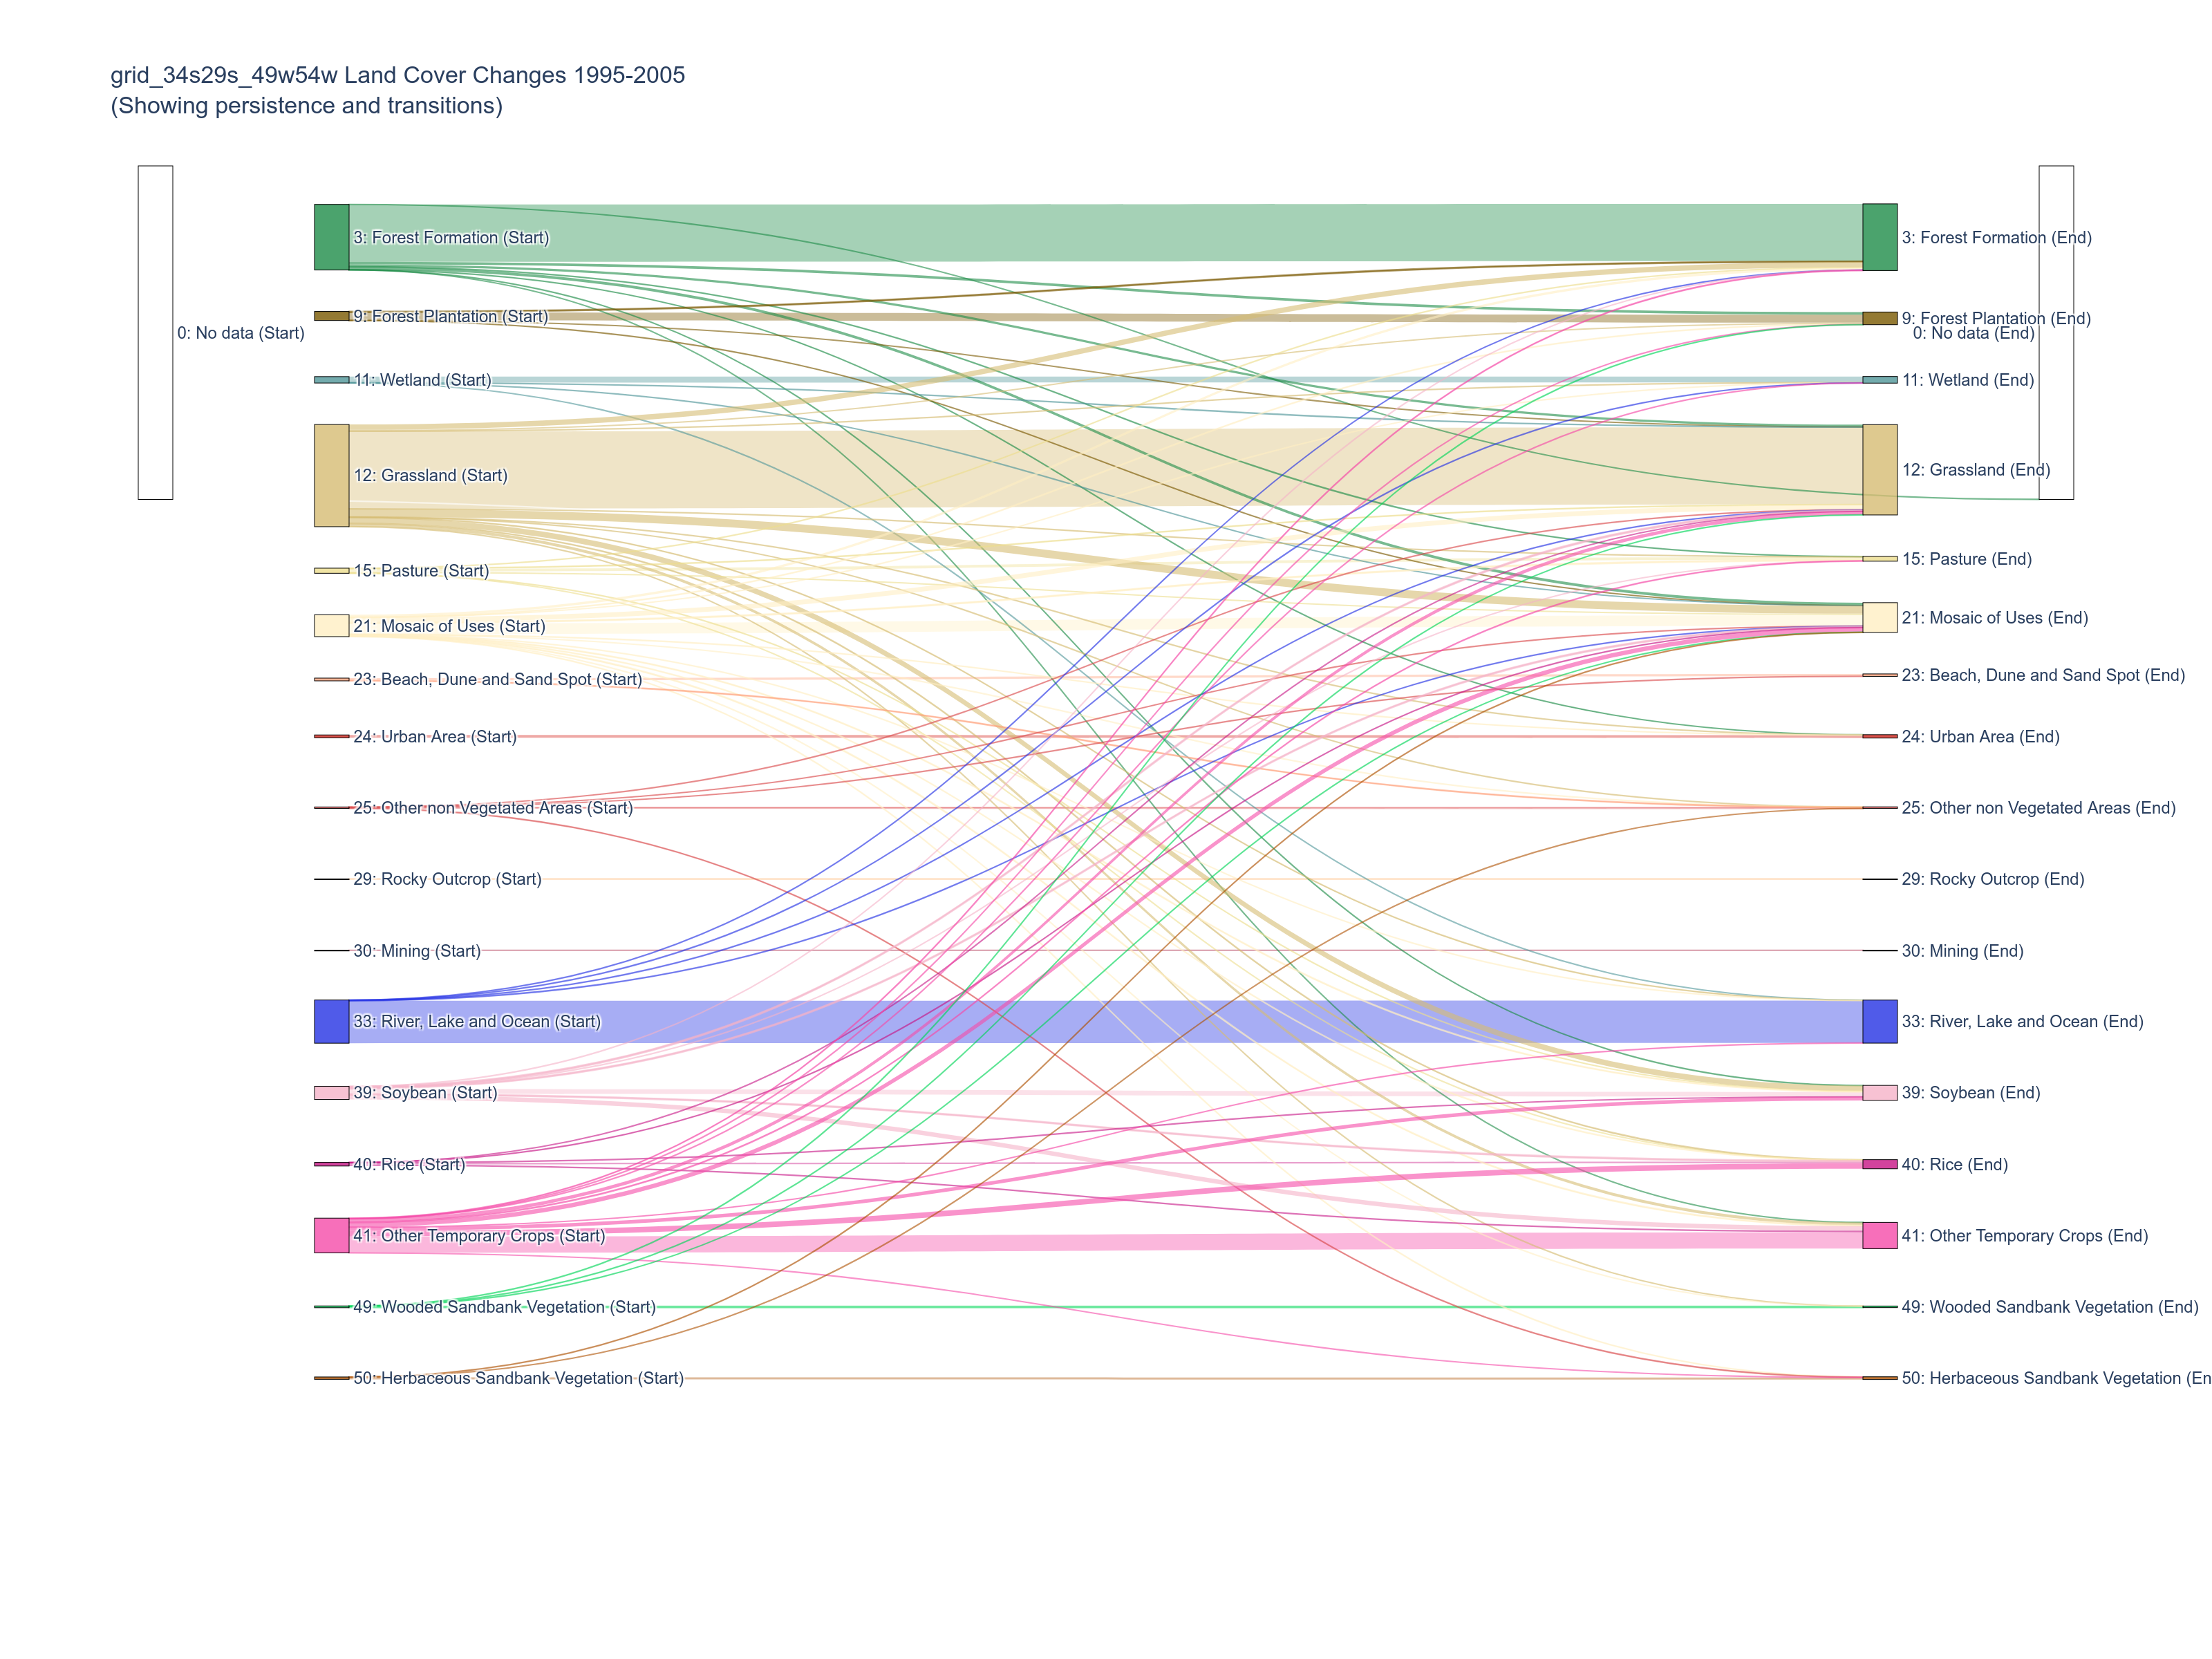 grid_34s29s_49w54w Land Cover Changes 1995-2005
(Showing persistence and transitions)
0: No data (Start)
3: Forest Formation (Start)
9: Forest Plantation (Start)
11: Wetland (Start)
12: Grassland (Start)
15: Pasture (Start)
21: Mosaic of Uses (Start)
23: Beach, Dune and Sand Spot (Start)
24: Urban Area (Start)
25: Other non Vegetated Areas (Start)
29: Rocky Outcrop (Start)
30: Mining (Start)
33: River, Lake and Ocean (Start)
39: Soybean (Start)
40: Rice (Start)
41: Other Temporary Crops (Start)
49: Wooded Sandbank Vegetation (Start)
50: Herbaceous Sandbank Vegetation (Start)
3: Forest Formation (End)
9: Forest Plantation (End)
0: No data (End)
11: Wetland (End)
12: Grassland (End)
15: Pasture (End)
21: Mosaic of Uses (End)
23: Beach, Dune and Sand Spot (End)
24: Urban Area (End)
25: Other non Vegetated Areas (End)
29: Rocky Outcrop (End)
30: Mining (End)
33: River, Lake and Ocean (End)
39: Soybean (End)
40: Rice (End)
41: Other Temporary Crops (End)
49: Wooded Sandbank Vegetation (End)
50: Herbaceous Sandbank Vegetation (En